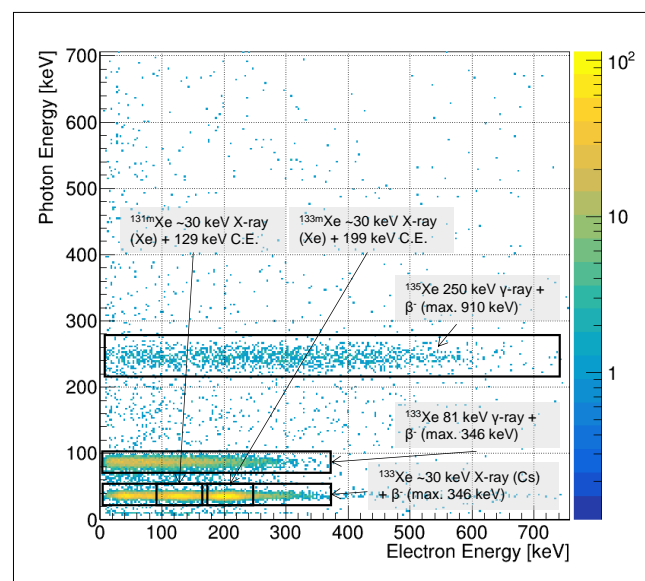 Photon Energy [keV]
700
600
500
400
300
200
100
0
¹³¹ᵐXe ~30 keV X-ray
(Xe) + 129 keV C.E.
¹³³ᵐXe ~30 keV X-ray
(Xe) + 199 keV C.E.
¹³⁵Xe 250 keV γ-ray +
β⁻ (max. 910 keV)
¹³³Xe 81 keV γ-ray +
β⁻ (max. 346 keV)
¹³³Xe ~30 keV X-ray (Cs)
+ β⁻ (max. 346 keV)
0 100 200 300 400 500 600 700
Electron Energy [keV]
10²
10
1